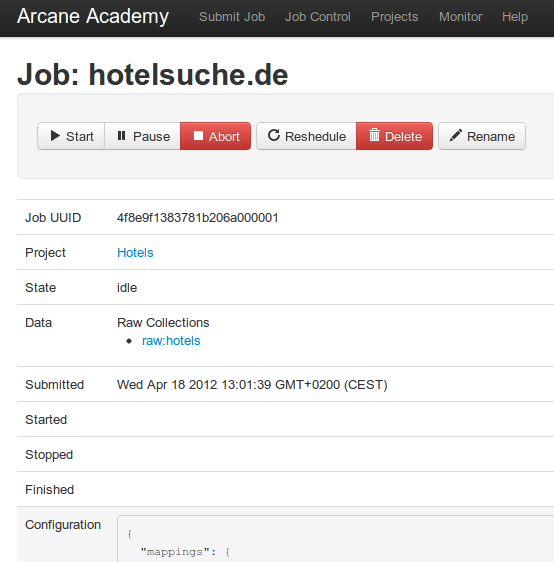 Arcane Academy Submit Job Job Control Projects Monitor Help
Job: hotelsuche.de
Start Pause Abort Reschedule Delete Rename
Job UUID 4f8e9f1383781b206a000001
Project Hotels
State idle
Data Raw Collections
raw:hotels
Submitted Wed Apr 18 2012 13:01:39 GMT+0200 (CEST)
Started
Stopped
Finished
Configuration {
"mappings": {